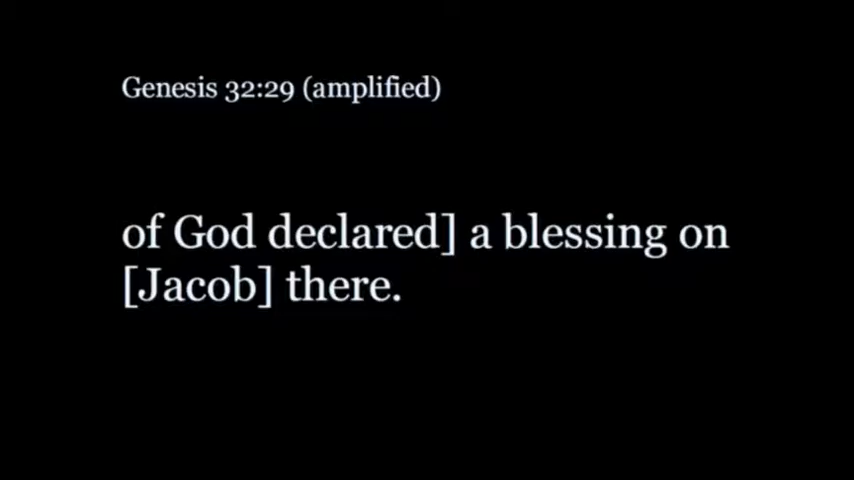 Genesis 32:29 (amplified)
of God declared] a blessing on
[Jacob] there.